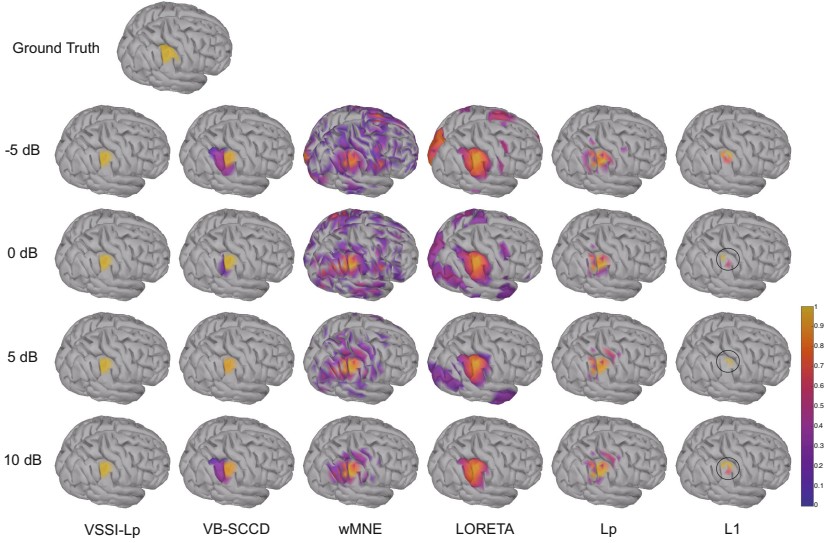 Ground Truth
-5 dB
0 dB
5 dB
10 dB
1
0.9
0.8
0.7
0.6
0.5
0.4
0.3
0.2
0.1
0
VSSI-Lp VB-SCCD wMNE LORETA Lp L1